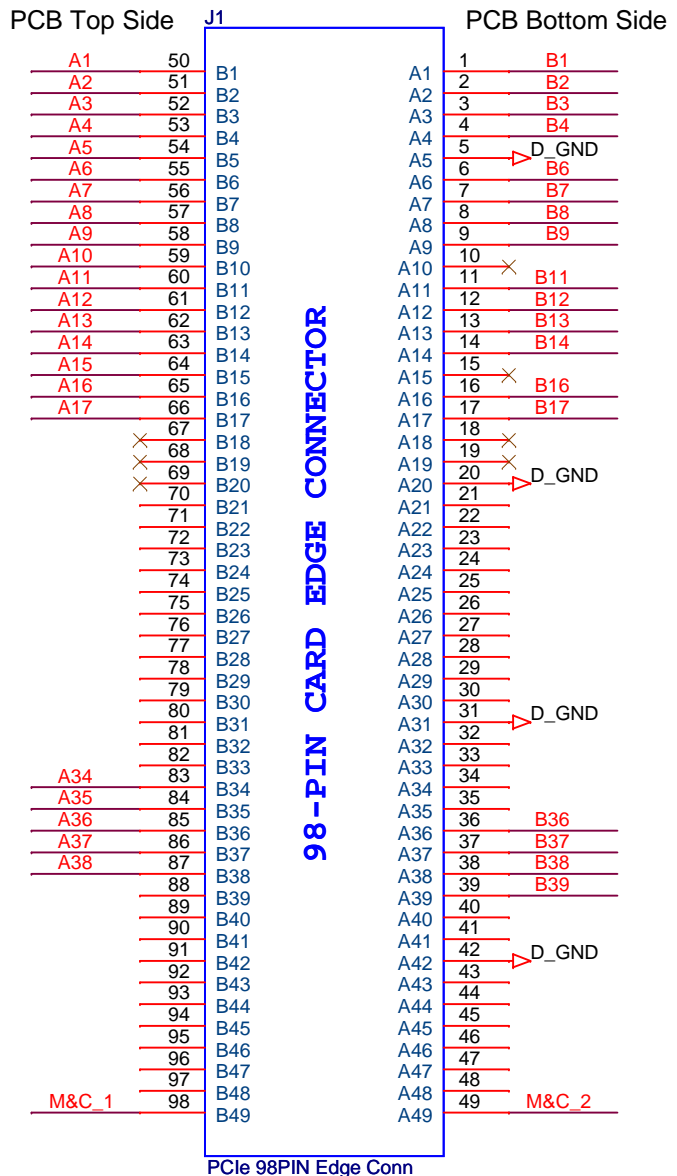 PCB Top Side J1 PCB Bottom Side
A1 50 B1 A1 1 B1
A2 51 B2 A2 2 B2
A3 52 B3 A3 3 B3
A4 53 B4 A4 4 B4
A5 54 B5 A5 5 D_GND
A6 55 B6 A6 6 B6
A7 56 B7 A7 7 B7
A8 57 B8 A8 8 B8
A9 58 B9 A9 9 B9
A10 59 B10 A10 10
A11 60 B11 A11 11 B11
A12 61 B12 A12 12 B12
A13 62 B13 A13 13 B13
A14 63 B14 A14 14 B14
A15 64 B15 A15 15
A16 65 B16 A16 16 B16
A17 66 B17 A17 17 B17
67 B18 A18 18
68 B19 A19 19
69 B20 A20 20 D_GND
70 B21 A21 21
71 B22 A22 22
72 B23 A23 23
73 B24 A24 24
74 B25 A25 25
75 B26 A26 26
76 B27 A27 27
77 B28 A28 28
78 B29 A29 29
79 B30 A30 30
80 B31 A31 31 D_GND
81 B32 A32 32
82 B33 A33 33
A34 83 B34 A34 34
A35 84 B35 A35 35
A36 85 B36 A36 36 B36
A37 86 B37 A37 37 B37
A38 87 B38 A38 38 B38
88 B39 A39 39 B39
89 B40 A40 40
90 B41 A41 41
91 B42 A42 42 D_GND
92 B43 A43 43
93 B44 A44 44
94 B45 A45 45
95 B46 A46 46
96 B47 A47 47
97 B48 A48 48
M&C_1 98 B49 A49 49 M&C_2
98-PIN CARD EDGE CONNECTOR
PCIe 98PIN Edge Conn